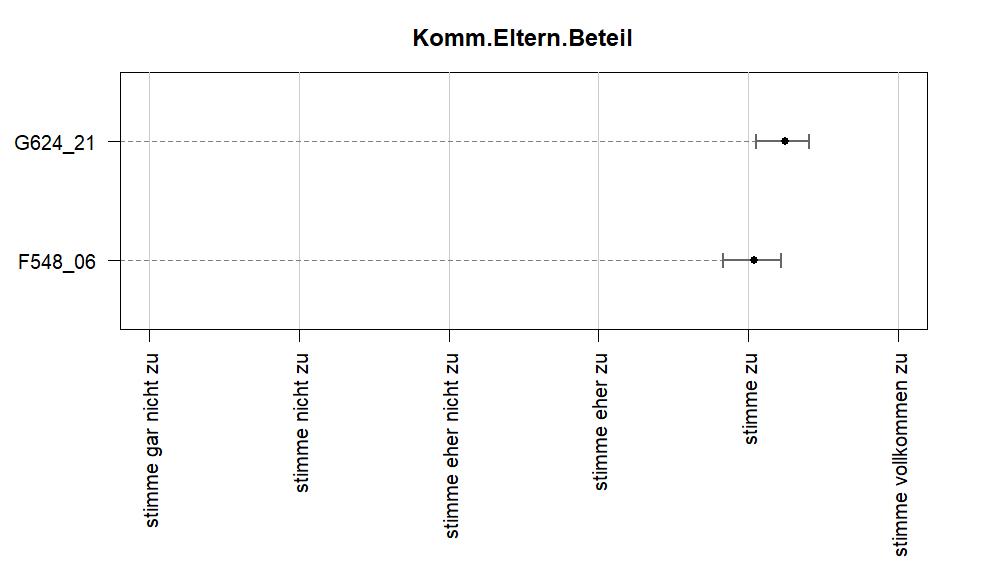 Komm.Eltern.Beteil
G624_21
F548_06
stimme gar nicht zu
stimme nicht zu
stimme eher nicht zu
stimme eher zu
stimme zu
stimme vollkommen zu